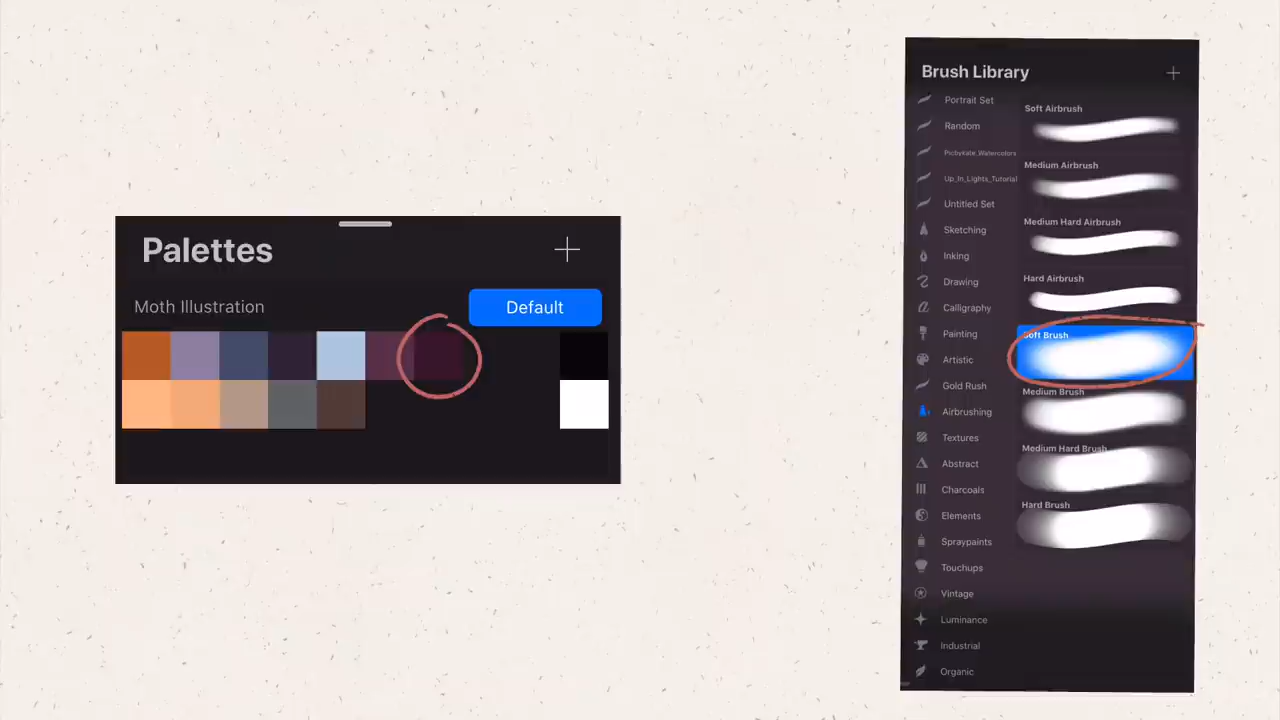 Palettes
Moth Illustration
Default
Brush Library
Portrait Set
Random
PicbyKate_Watercolors
Up_In_Lights_Tutorial
Untitled Set
Sketching
Inking
Drawing
Calligraphy
Painting
Artistic
Gold Rush
Airbrushing
Textures
Abstract
Charcoals
Elements
Spraypaints
Touchups
Vintage
Luminance
Industrial
Organic
Soft Airbrush
Medium Airbrush
Medium Hard Airbrush
Hard Airbrush
Soft Brush
Medium Brush
Medium Hard Brush
Hard Brush